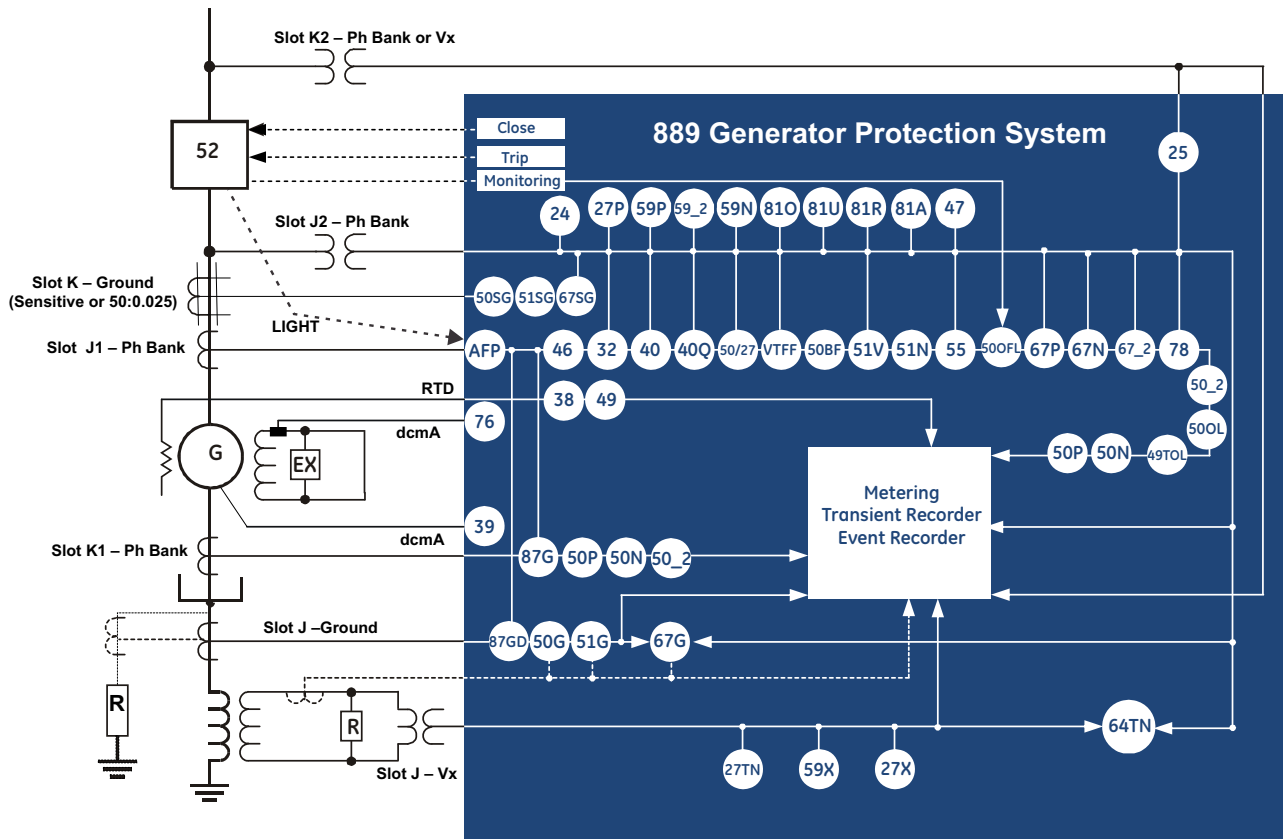 Slot K2 – Ph Bank or Vx
889 Generator Protection System
Close
Trip
Monitoring
52
25
24
27P
59P
59_2
59N
81O
81U
81R
81A
47
Slot J2 – Ph Bank
Slot K – Ground
(Sensitive or 50:0.025)
50SG
51SG
67SG
LIGHT
Slot J1 – Ph Bank
AFP
46
32
40
40Q
50/27
VTFF
50BF
51V
51N
55
50OFL
67P
67N
67_2
78
RTD
38
49
50_2
76
dcmA
50OL
G
EX
50P
50N
49TOL
Metering
Transient Recorder
Event Recorder
39
dcmA
Slot K1 – Ph Bank
87G
50P
50N
50_2
Slot J –Ground
87GD
50G
51G
67G
R
R
64TN
Slot J – Vx
27TN
59X
27X